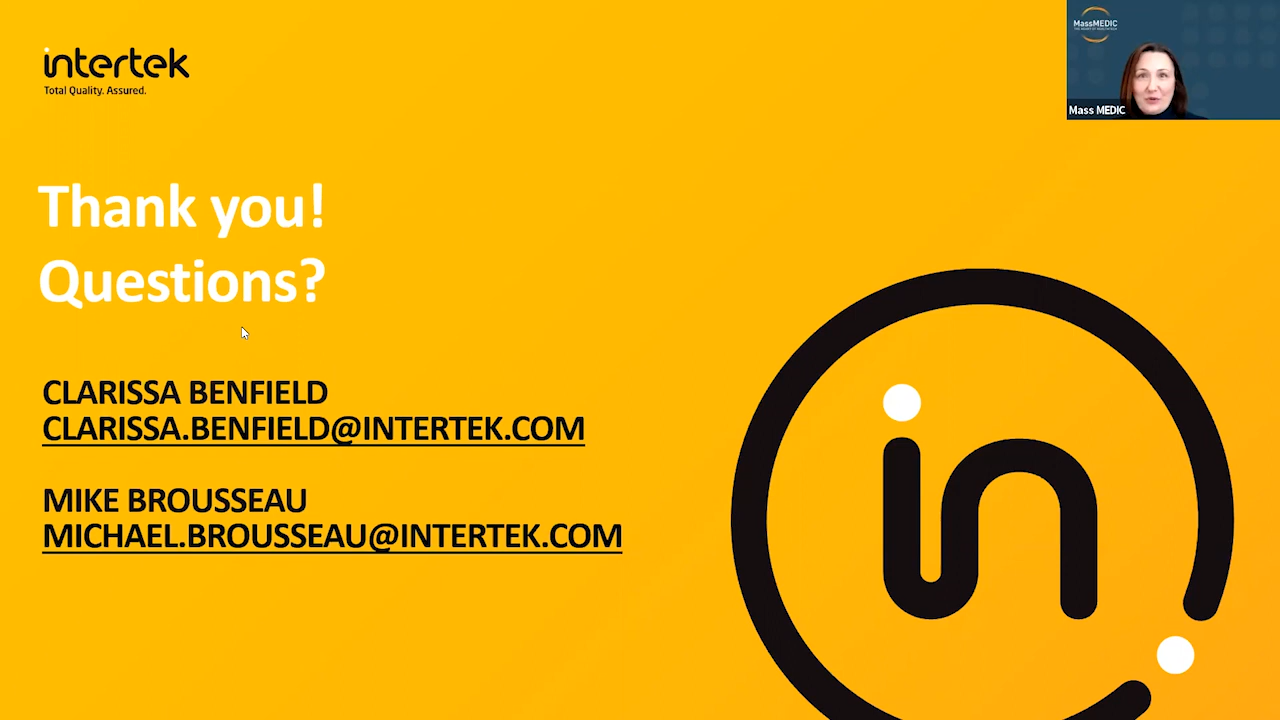 intertek
Total Quality. Assured.
MassMEDIC
Mass MEDIC
Thank you!
Questions?
CLARISSA BENFIELD
CLARISSA.BENFIELD@INTERTEK.COM
MIKE BROUSSEAU
MICHAEL.BROUSSEAU@INTERTEK.COM
in